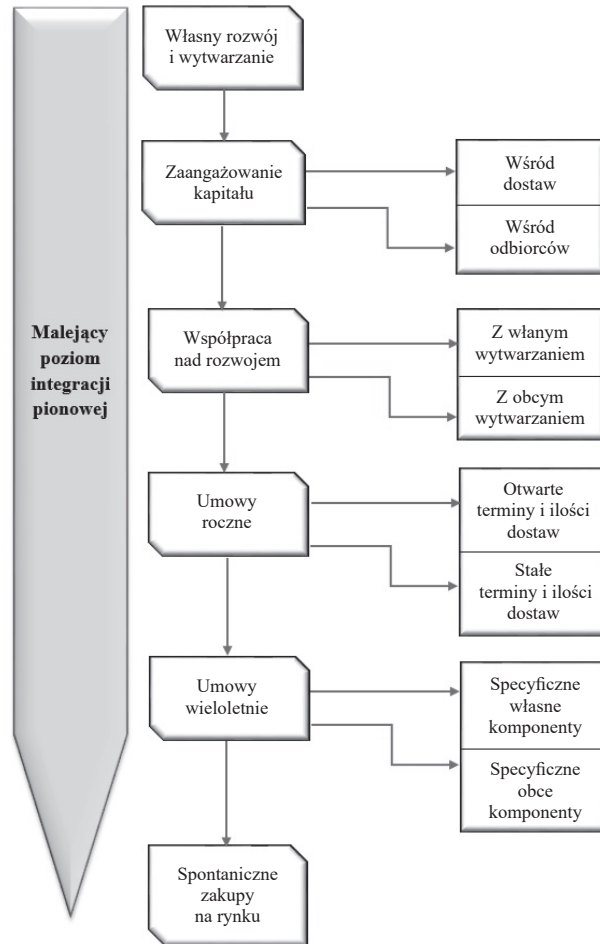 Własny rozwój
i wytwarzanie
Zaangażowanie
kapitału
Wśród
dostaw
Wśród
odbiorców
Malejący
poziom
integracji
pionowej
Współpraca
nad rozwojem
Z włanym
wytwarzaniem
Z obcym
wytwarzaniem
Umowy
roczne
Otwarte
terminy i ilości
dostaw
Stałe
terminy i ilości
dostaw
Umowy
wieloletnie
Specyficzne
własne
komponenty
Specyficzne
obce
komponenty
Spontaniczne
zakupy
na rynku